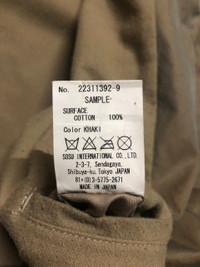 No. 22311392-9
SAMPLE
SURFACE
COTTON 100%
Color KHAKI
SOSU INTERNATIONAL CO.,LTD.
2-3-7, Sendagaya,
Shibuya-ku, Tokyo JAPAN
81+(0)3-5775-2671
MADE IN JAPAN